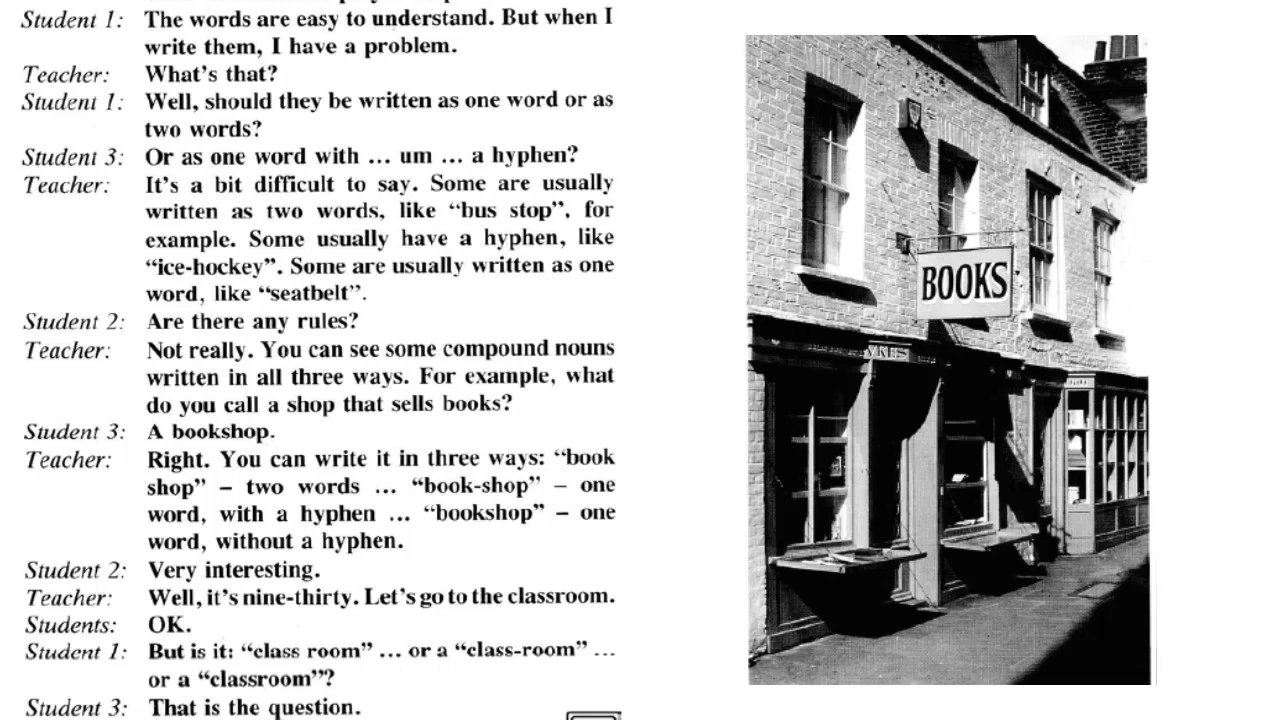 Student 1: The words are easy to understand. But when I
write them, I have a problem.
Teacher: What's that?
Student 1: Well, should they be written as one word or as
two words?
Student 3: Or as one word with ... um ... a hyphen?
Teacher: It's a bit difficult to say. Some are usually
written as two words, like “bus stop”, for
example. Some usually have a hyphen, like
“ice-hockey”. Some are usually written as one
word, like “seatbelt”.
Student 2: Are there any rules?
Teacher: Not really. You can see some compound nouns
written in all three ways. For example, what
do you call a shop that sells books?
Student 3: A bookshop.
Teacher: Right. You can write it in three ways: “book
shop” – two words ... “book-shop” – one
word, with a hyphen ... “bookshop” – one
word, without a hyphen.
Student 2: Very interesting.
Teacher: Well, it's nine-thirty. Let's go to the classroom.
Students: OK.
Student 1: But is it: “class room” ... or a “class-room” ...
or a “classroom”?
Student 3: That is the question.
BOOKS